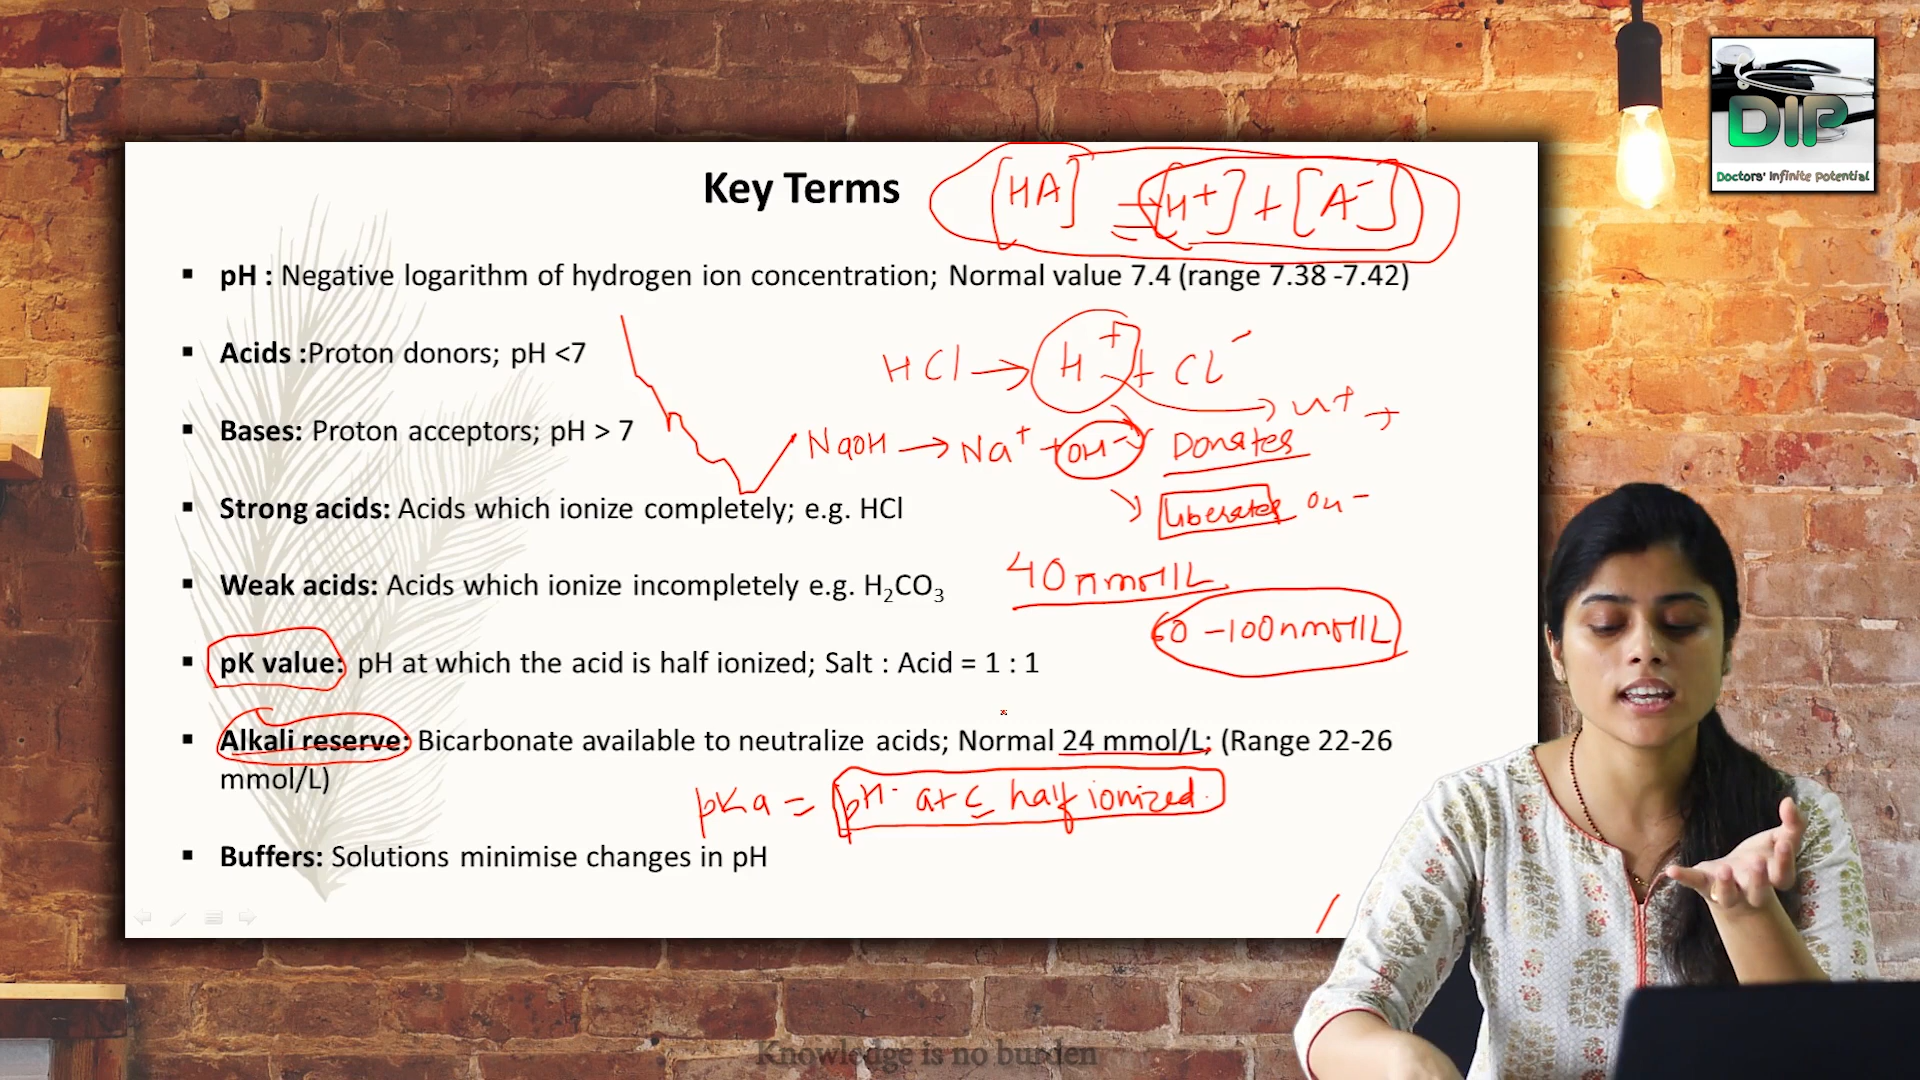 DIP
Doctors' Infinite Potential
Key Terms
[HA] ⇌ [H+] + [A-]
▪ pH : Negative logarithm of hydrogen ion concentration; Normal value 7.4 (range 7.38 -7.42)
▪ Acids :Proton donors; pH <7
HCl → H+ + Cl-
▪ Bases: Proton acceptors; pH > 7
NaOH → Na+ + OH-
Donates
▪ Strong acids: Acids which ionize completely; e.g. HCl
liberates OH-
▪ Weak acids: Acids which ionize incompletely e.g. H₂CO₃
40 nmol/L
60 -100 nmol/L
▪ pK value: pH at which the acid is half ionized; Salt : Acid = 1 : 1
▪ Alkali reserve: Bicarbonate available to neutralize acids; Normal 24 mmol/L; (Range 22-26
mmol/L)
pKa = pH at half ionized.
▪ Buffers: Solutions minimise changes in pH
Knowledge is no burden